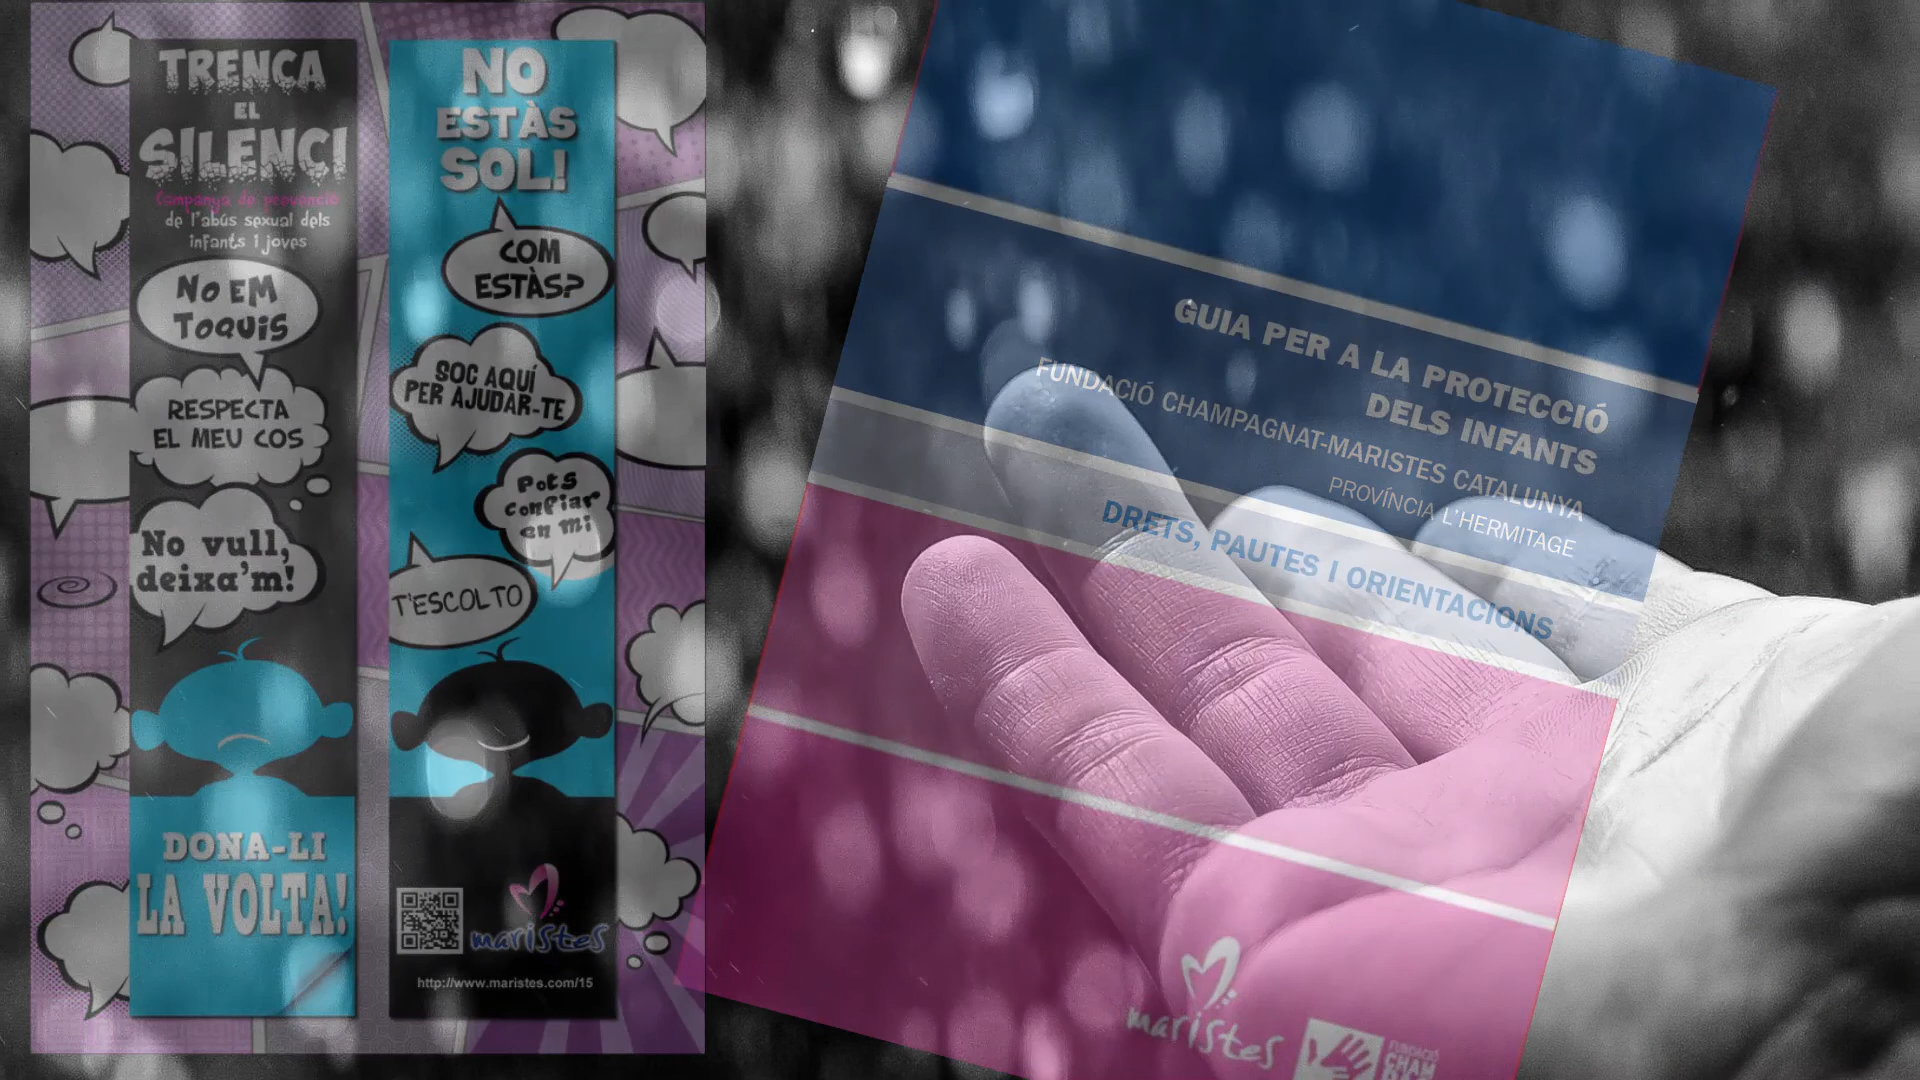 TRENCA
EL
SILENCI
Campanya de prevenció
de l'abús sexual dels
infants i joves
NO EM
TOQUIS
RESPECTA
EL MEU COS
No vull,
deixa'm!
DONA-LI
LA VOLTA!
NO
ESTÀS
SOL!
COM
ESTÀS?
SOC AQUÍ
PER AJUDAR-TE
Pots
confiar
en mi
T'ESCOLTO
maristes
http://www.maristes.com/15
GUIA PER A LA PROTECCIÓ
DELS INFANTS
FUNDACIÓ CHAMPAGNAT-MARISTES CATALUNYA
PROVÍNCIA L'HERMITAGE
DRETS, PAUTES I ORIENTACIONS
maristes
FUNDACIÓ
CHAM